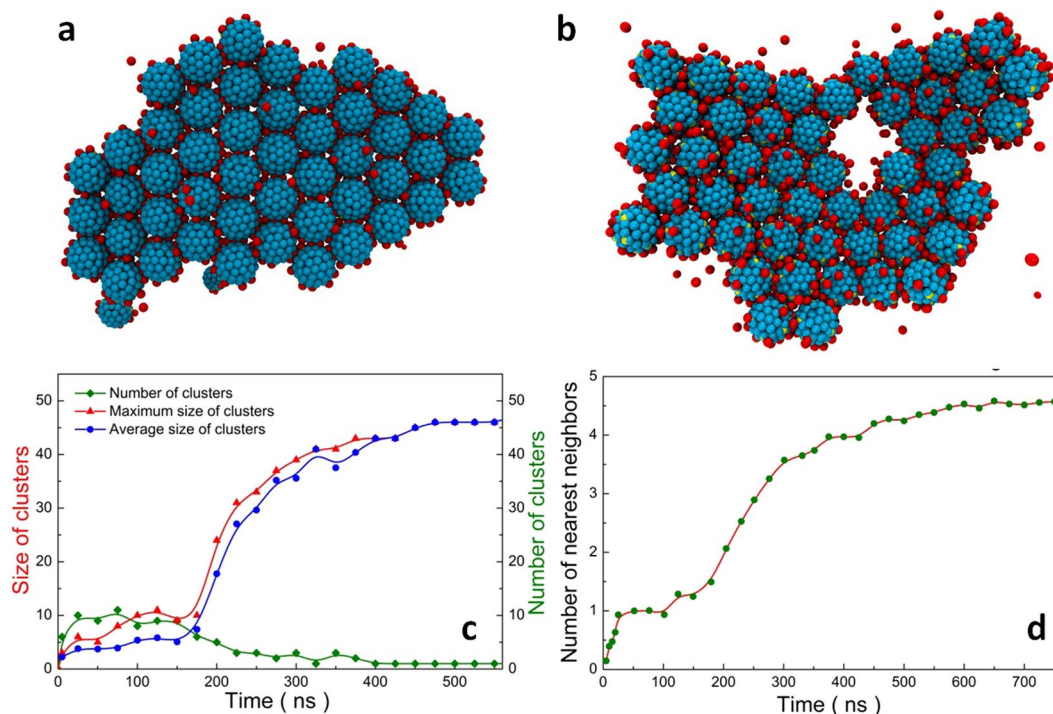 a
b
Number of clusters
Maximum size of clusters
Average size of clusters
Size of clusters
Number of clusters
50
40
30
20
10
0
50
40
30
20
10
0
0
100
200
300
400
500
Time ( ns )
c
Number of nearest neighbors
5
4
3
2
1
0
0
100
200
300
400
500
600
700
Time ( ns )
d